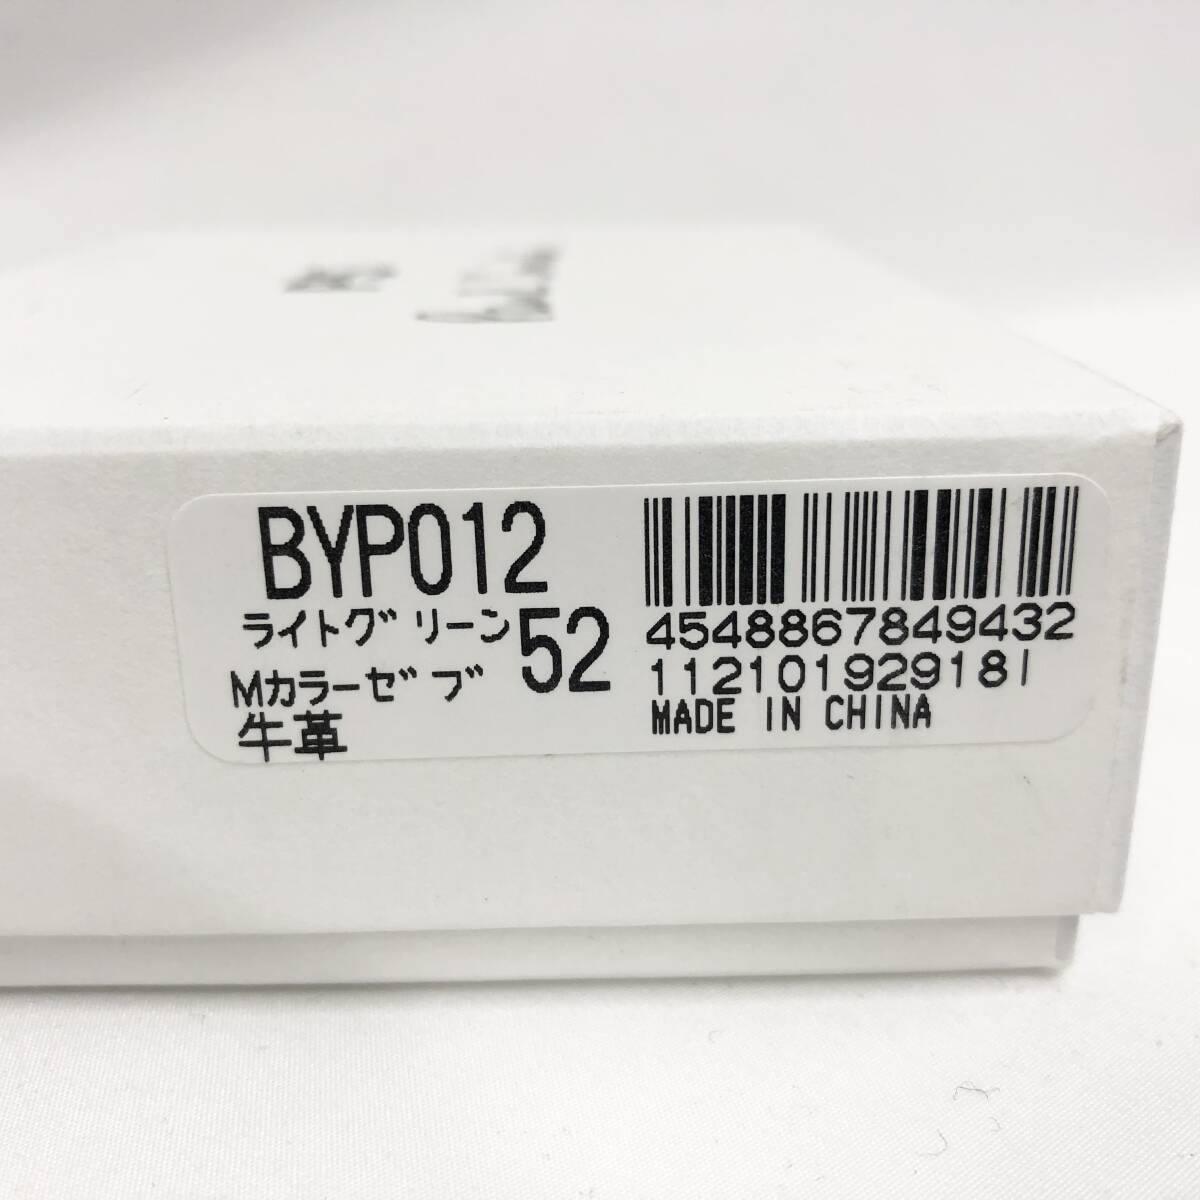 BYP012
ライトグリーン 52
Mカラーゼブ
牛革
4548867849432
112101929181
MADE IN CHINA